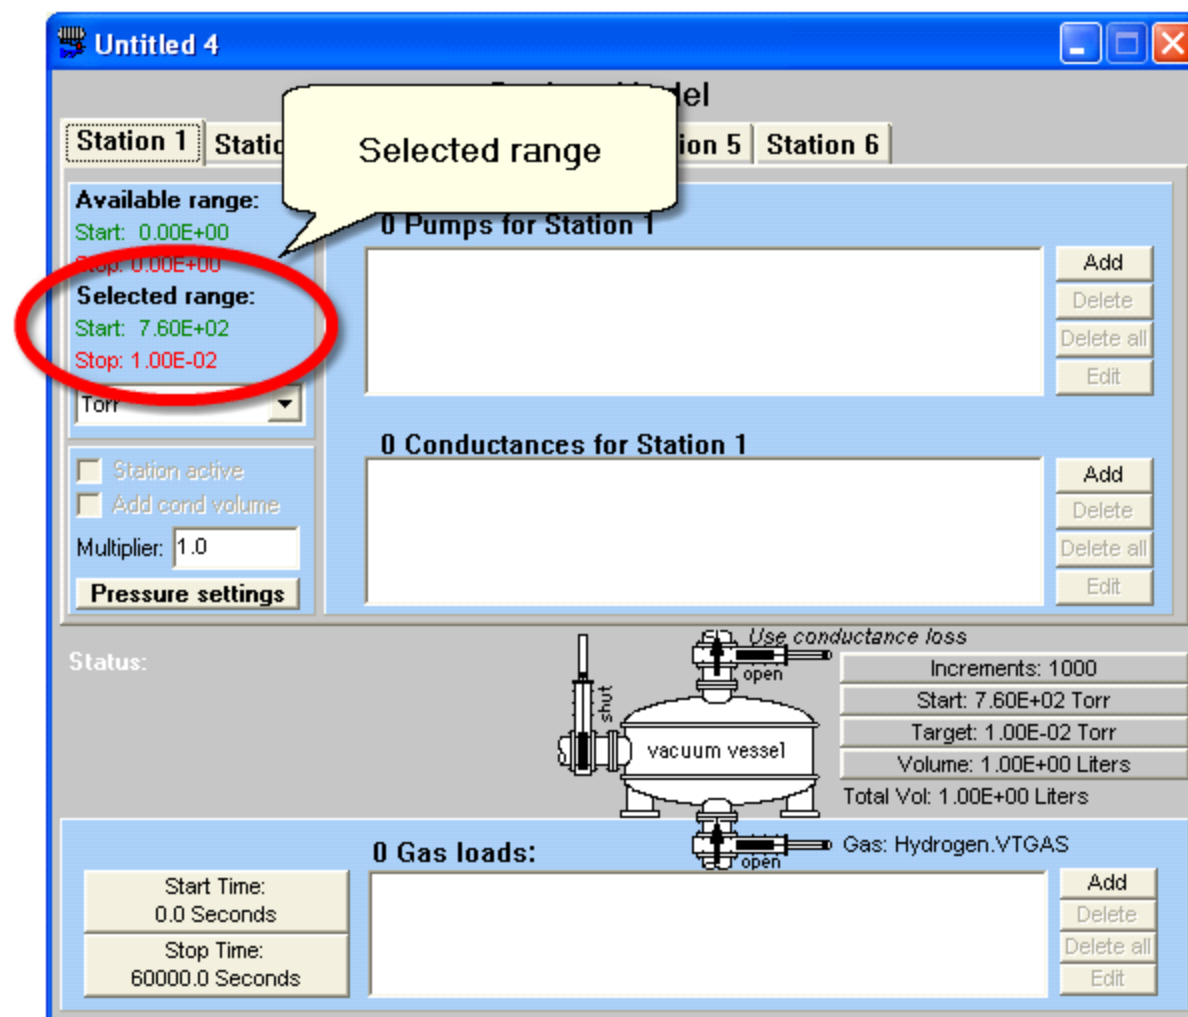 Untitled 4
Selected range
Station 1
Station 5
Station 6
Available range:
Start: 0.00E+00
Stop: 0.00E+00
Selected range:
Start: 7.60E+02
Stop: 1.00E-02
Torr
0 Pumps for Station 1
Add
Delete
Delete all
Edit
Station active
Add cond volume
Multiplier: 1.0
Pressure settings
0 Conductances for Station 1
Add
Delete
Delete all
Edit
Status:
shut
open
vacuum vessel
open
Use conductance loss
Increments: 1000
Start: 7.60E+02 Torr
Target: 1.00E-02 Torr
Volume: 1.00E+00 Liters
Total Vol: 1.00E+00 Liters
Gas: Hydrogen.VTGAS
0 Gas loads:
Start Time:
0.0 Seconds
Stop Time:
60000.0 Seconds
Add
Delete
Delete all
Edit